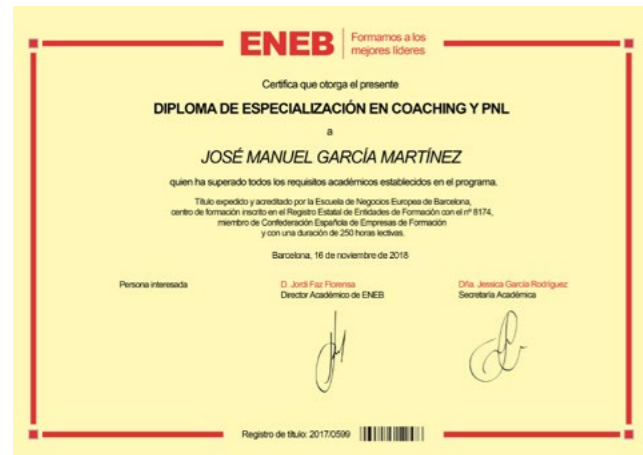 ENEB
Formamos a los
mejores líderes
Certifica que otorga el presente
DIPLOMA DE ESPECIALIZACIÓN EN COACHING Y PNL
a
JOSÉ MANUEL GARCÍA MARTÍNEZ
quien ha superado todos los requisitos académicos establecidos en el programa.
Título expedido y acreditado por la Escuela de Negocios Europea de Barcelona,
centro de formación inscrito en el Registro Estatal de Entidades de Formación con el nº 8174,
miembro de Confederación Española de Empresas de Formación
y con una duración de 250 horas lectivas.
Barcelona, 16 de noviembre de 2018
Persona interesada
D. Jordi Faz Florensa
Director Académico de ENEB
Dña. Jessica García Rodríguez
Secretaría Académica
Registro de título: 2017/0599